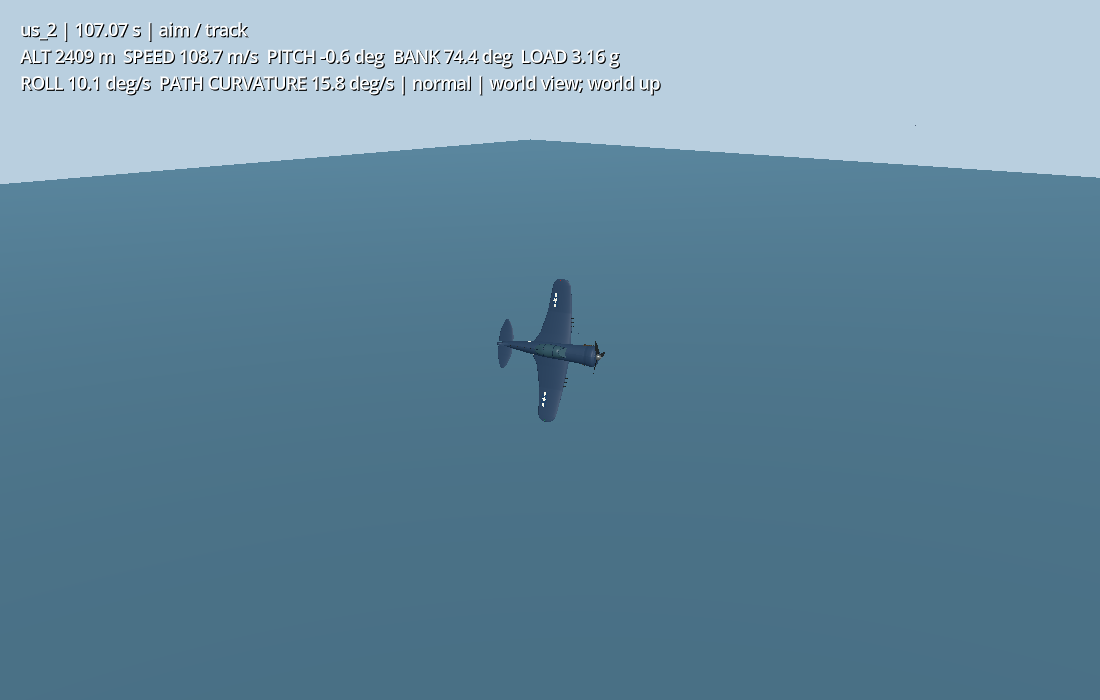 us_2 | 107.07 s | aim / track
ALT 2409 m  SPEED 108.7 m/s  PITCH -0.6 deg  BANK 74.4 deg  LOAD 3.16 g
ROLL 10.1 deg/s  PATH CURVATURE 15.8 deg/s | normal | world view; world up